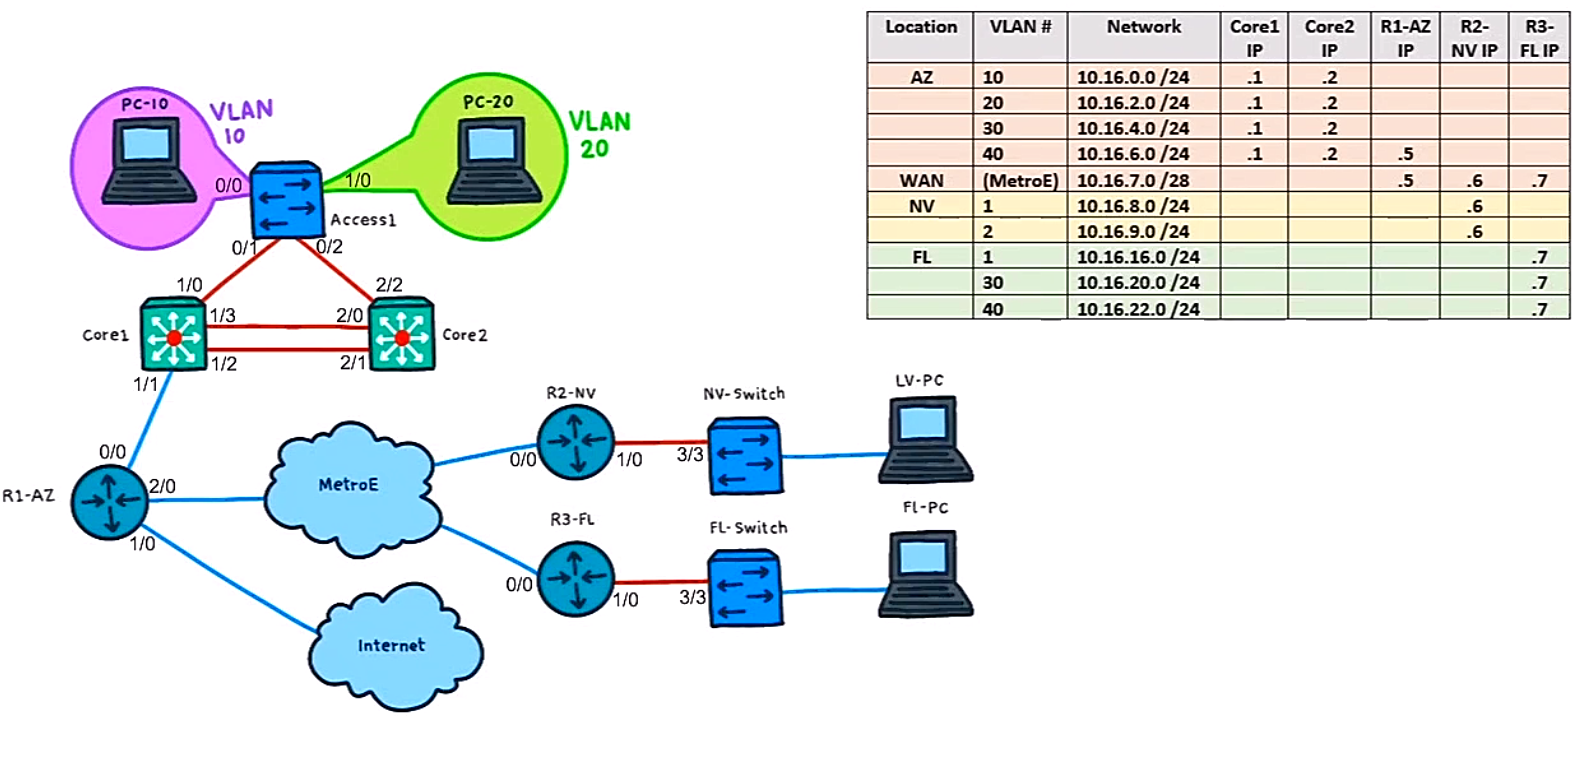 PC-10
VLAN
10
PC-20
VLAN
20
0/0
1/0
Access1
0/1
0/2
1/0
2/2
1/3
2/0
Core1
Core2
1/2
2/1
1/1
0/0
R1-AZ
2/0
1/0
MetroE
Internet
R2-NV
0/0
1/0
NV-Switch
3/3
LV-PC
R3-FL
0/0
1/0
FL-Switch
3/3
Fl-PC
Location VLAN # Network Core1 IP Core2 IP R1-AZ IP R2-NV IP R3-FL IP
AZ 10 10.16.0.0 /24 .1 .2
20 10.16.2.0 /24 .1 .2
30 10.16.4.0 /24 .1 .2
40 10.16.6.0 /24 .1 .2 .5
WAN (MetroE) 10.16.7.0 /28 .5 .6 .7
NV 1 10.16.8.0 /24 .6
2 10.16.9.0 /24 .6
FL 1 10.16.16.0 /24 .7
30 10.16.20.0 /24 .7
40 10.16.22.0 /24 .7